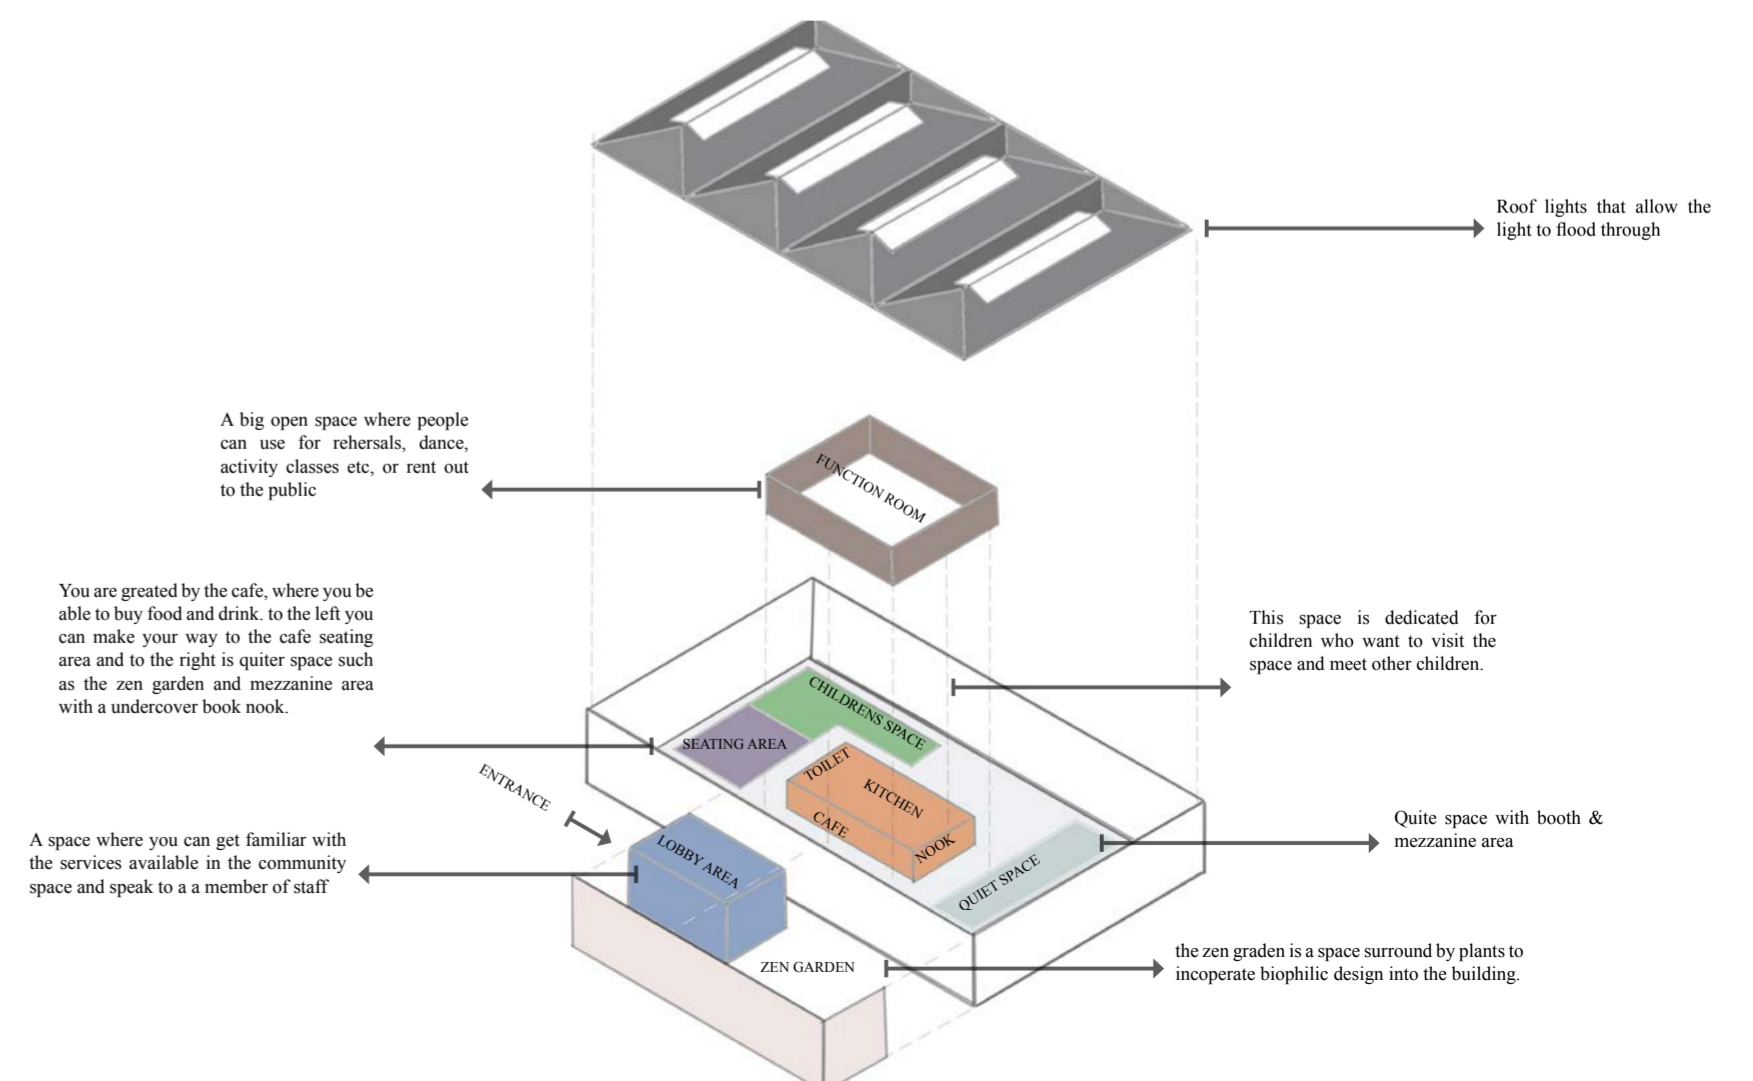 Roof lights that allow the
light to flood through
A big open space where people
can use for rehersals, dance,
activity classes etc, or rent out
to the public
FUNCTION ROOM
You are greated by the cafe, where you be
able to buy food and drink. to the left you
can make your way to the cafe seating
area and to the right is quiter space such
as the zen garden and mezzanine area
with a undercover book nook.
This space is dedicated for
children who want to visit the
space and meet other children.
CHILDRENS SPACE
SEATING AREA
TOILET
KITCHEN
CAFE
NOOK
ENTRANCE
QUIET SPACE
Quite space with booth &
mezzanine area
A space where you can get familiar with
the services available in the community
space and speak to a a member of staff
LOBBY AREA
ZEN GARDEN
the zen graden is a space surround by plants to
incoperate biophilic design into the building.